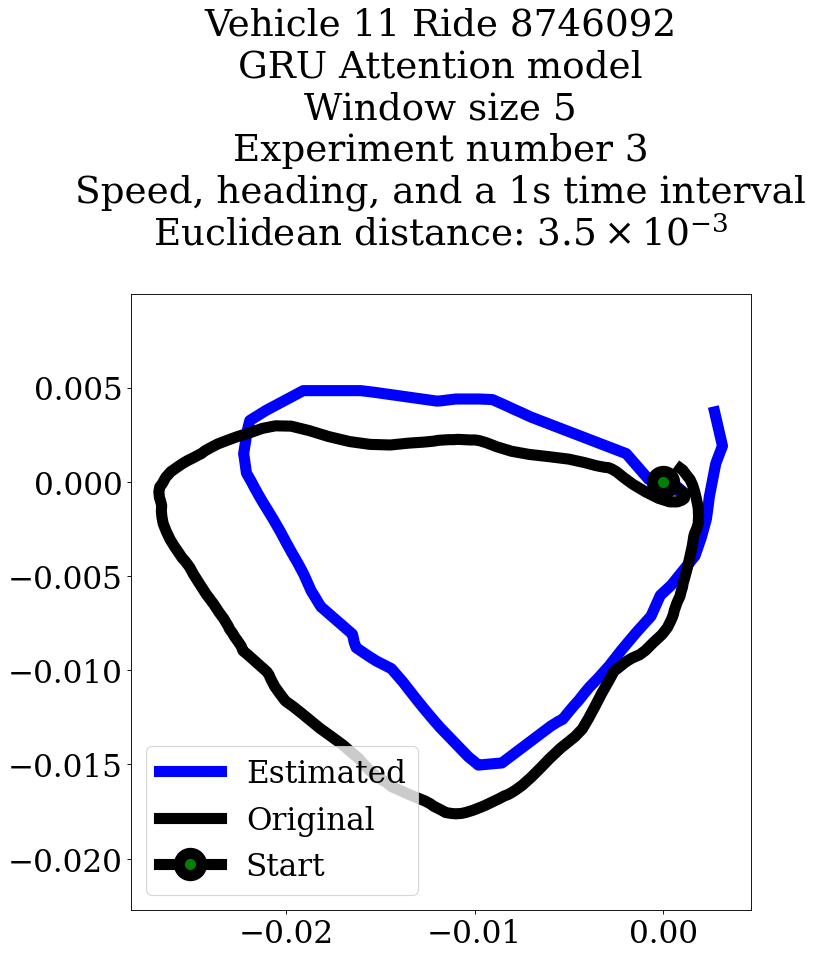 Vehicle 11 Ride 8746092
GRU Attention model
Window size 5
Experiment number 3
Speed, heading, and a 1s time interval
Euclidean distance: 3.5 × 10⁻³
0.005
0.000
−0.005
−0.010
−0.015
−0.020
Estimated
Original
Start
−0.02
−0.01
0.00